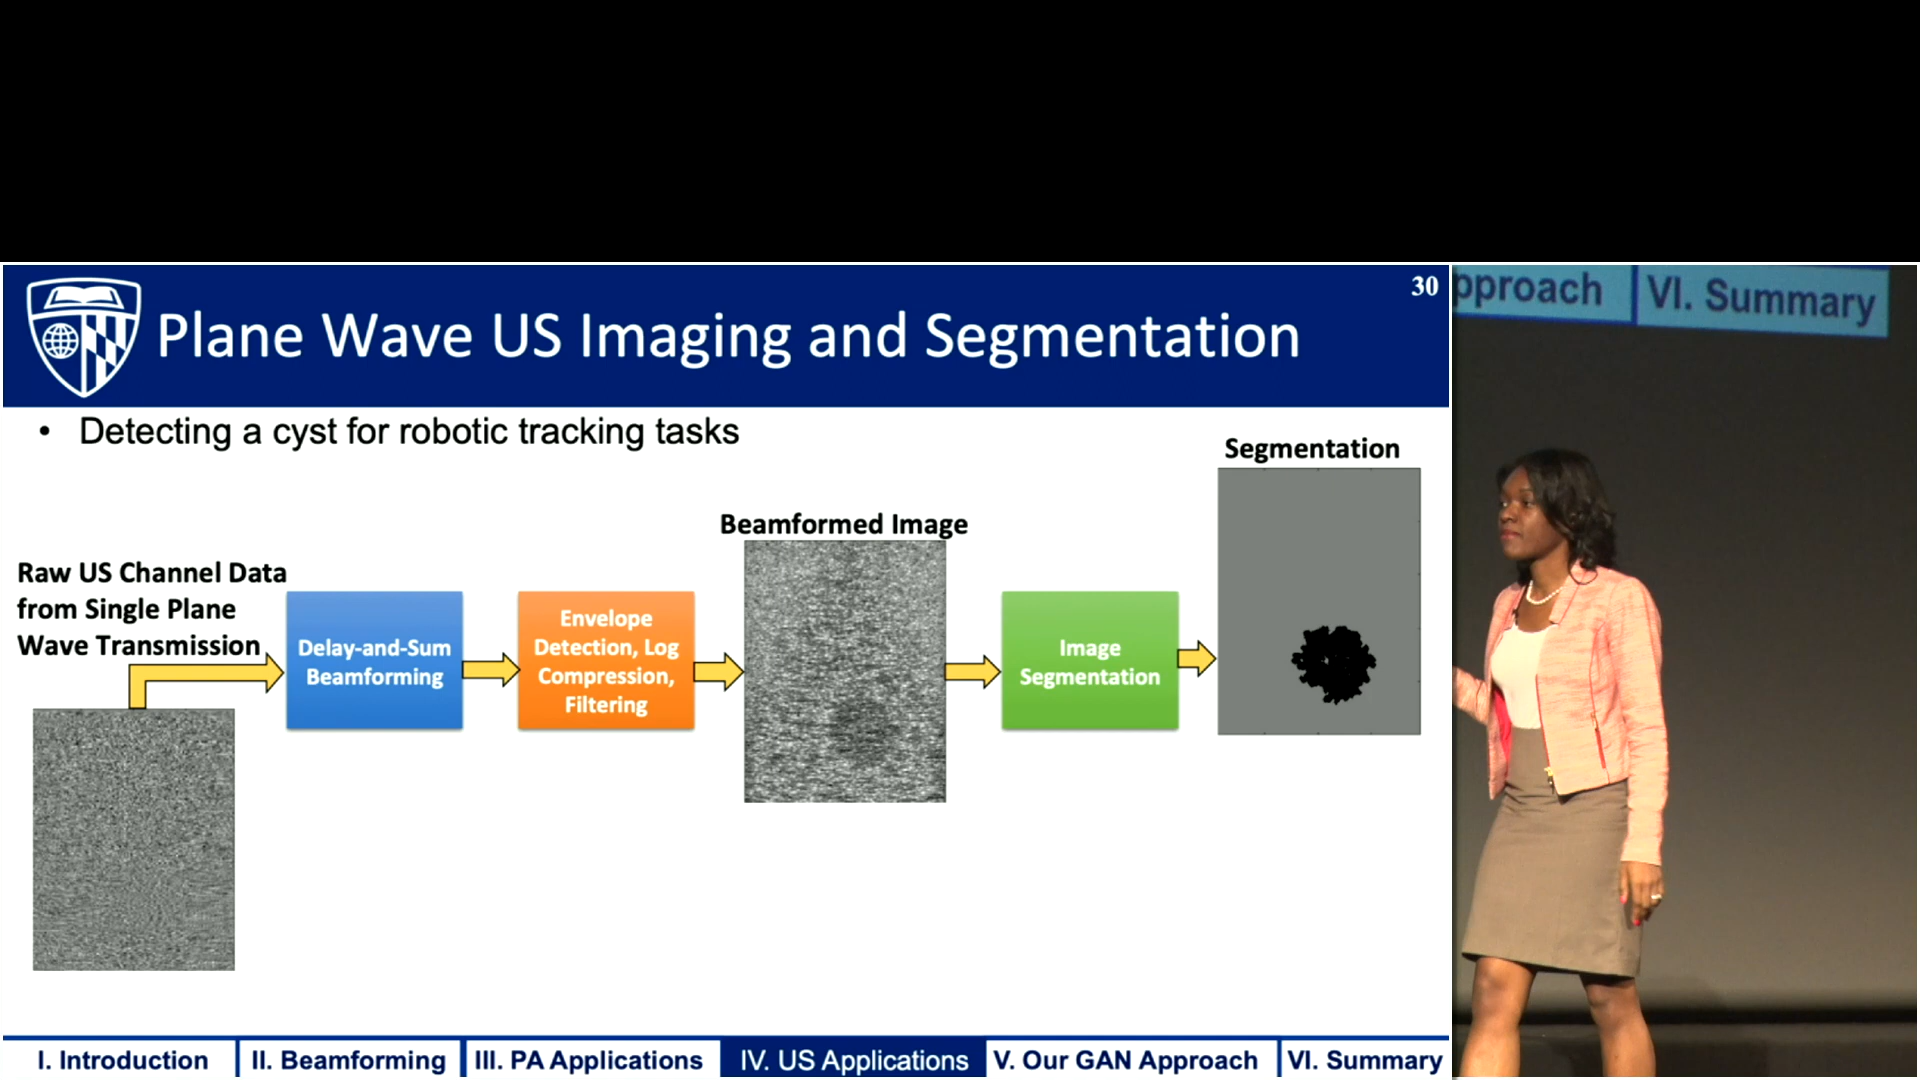 30
pproach
VI. Summary
Plane Wave US Imaging and Segmentation
• Detecting a cyst for robotic tracking tasks
Segmentation
Beamformed Image
Raw US Channel Data
from Single Plane
Wave Transmission
Delay-and-Sum
Beamforming
Envelope
Detection, Log
Compression,
Filtering
Image
Segmentation
I. Introduction
II. Beamforming
III. PA Applications
IV. US Applications
V. Our GAN Approach
VI. Summary